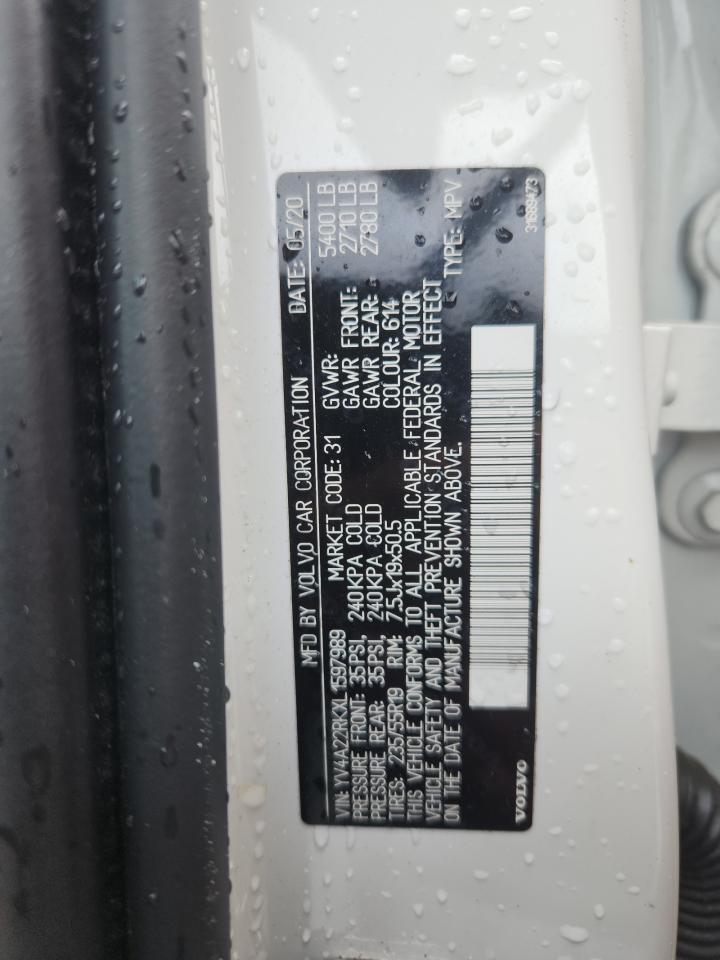 MFD BY VOLVO CAR CORPORATION DATE: 05/20
VIN: YV4A22RKXL1597989 MARKET CODE: 31 GVWR: 5400 LB
PRESSURE FRONT: 35PSI, 240KPA COLD GAWR FRONT: 2710 LB
PRESSURE REAR: 35PSI, 240KPA COLD GAWR REAR: 2780 LB
TIRES: 235/55R19 RIM: 7.5Jx19x50.5 COLOUR: 614
THIS VEHICLE CONFORMS TO ALL APPLICABLE FEDERAL MOTOR
VEHICLE SAFETY AND THEFT PREVENTION STANDARDS IN EFFECT
ON THE DATE OF MANUFACTURE SHOWN ABOVE. TYPE: MPV
VOLVO 31689473